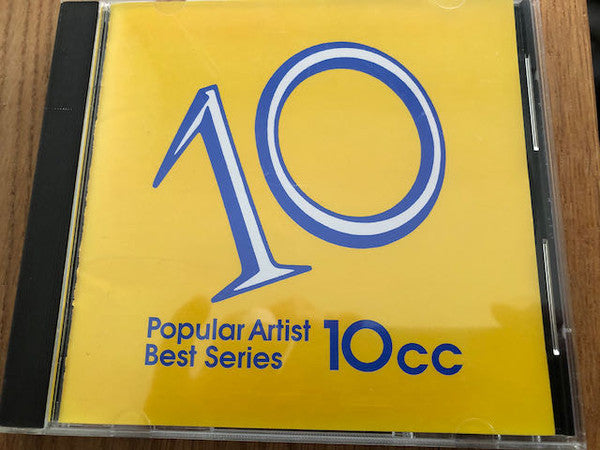 10
Popular Artist
Best Series
10cc